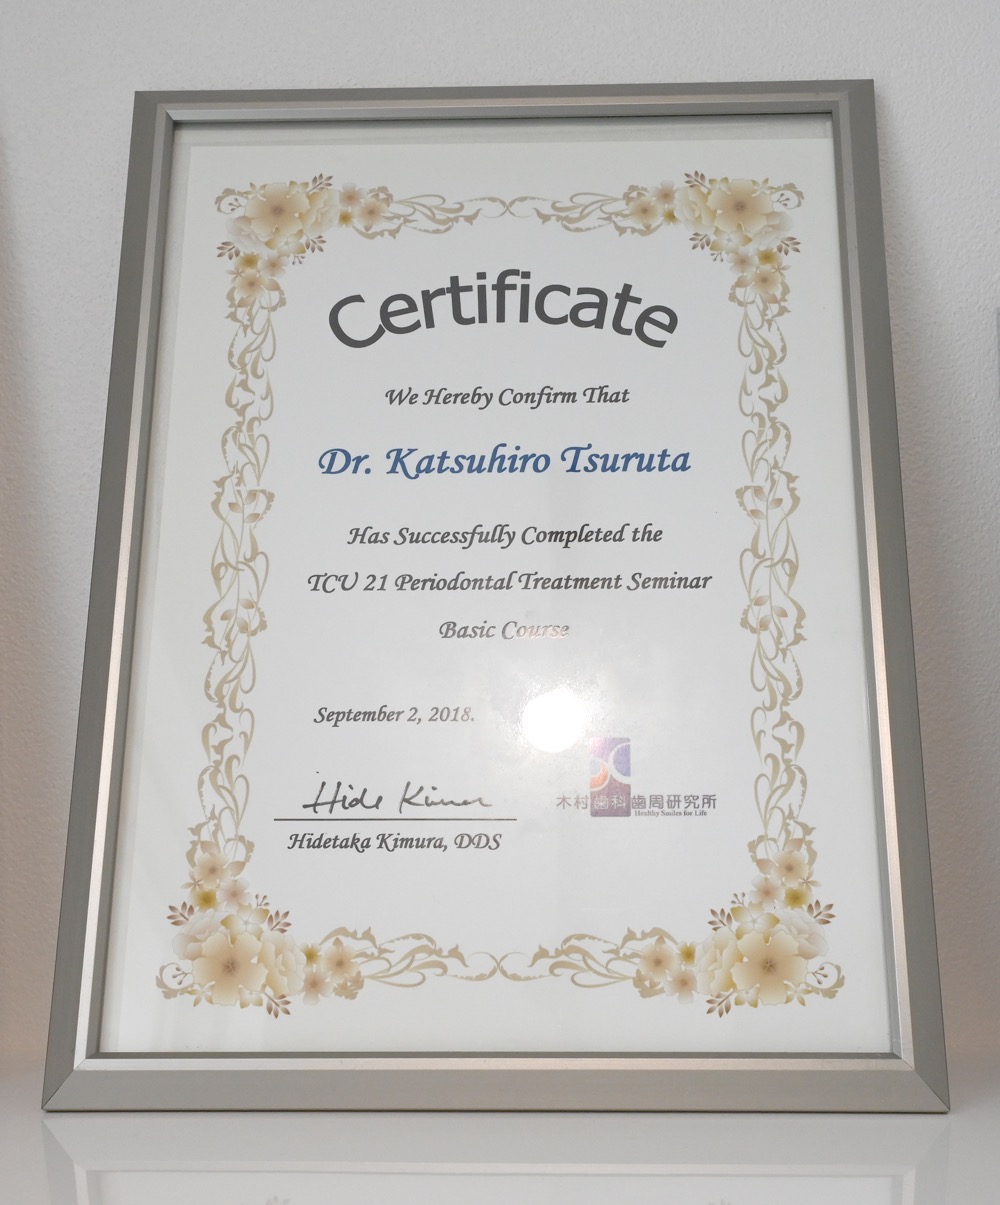 Certificate
We Hereby Confirm That
Dr. Katsuhiro Tsuruta
Has Successfully Completed the
TCU 21 Periodontal Treatment Seminar
Basic Course
September 2, 2018.
Hide Kimura
木村歯科歯周研究所
Healthy Smiles for Life
Hidetaka Kimura, DDS